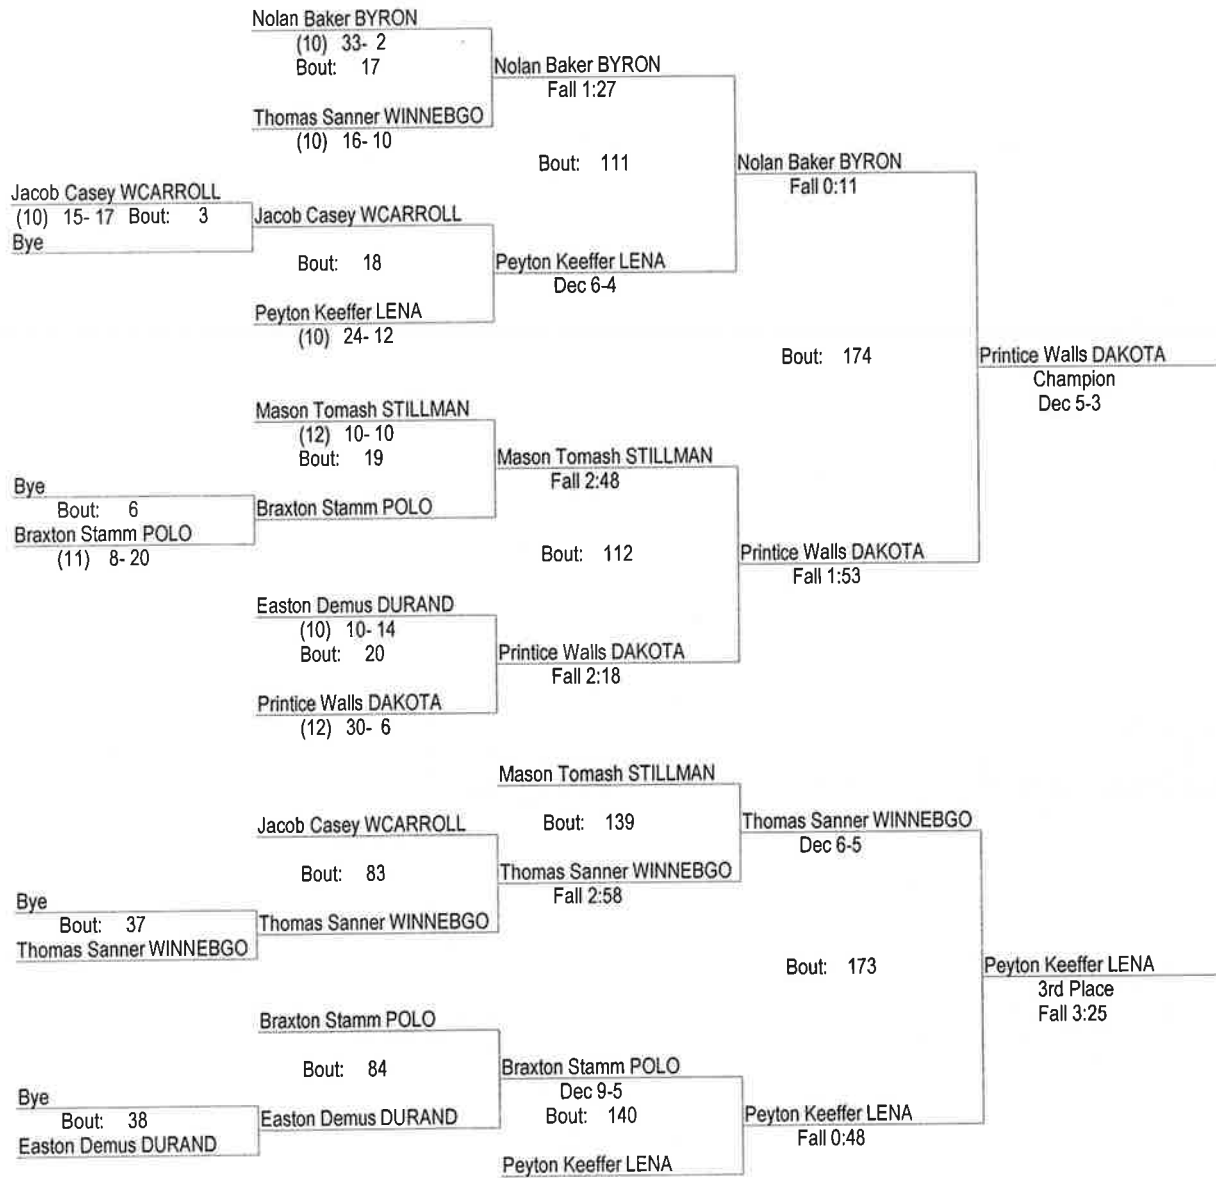 Nolan Baker BYRON
(10) 33- 2
Bout: 17
Nolan Baker BYRON
Fall 1:27
Thomas Sanner WINNEBGO
(10) 16- 10
Bout: 111
Nolan Baker BYRON
Fall 0:11
Jacob Casey WCARROLL
(10) 15- 17 Bout: 3
Jacob Casey WCARROLL
Bye
Bout: 18
Peyton Keeffer LENA
Dec 6-4
Peyton Keeffer LENA
(10) 24- 12
Bout: 174
Printice Walls DAKOTA
Champion
Dec 5-3
Mason Tomash STILLMAN
(12) 10- 10
Bout: 19
Mason Tomash STILLMAN
Fall 2:48
Bye
Bout: 6
Braxton Stamm POLO
Braxton Stamm POLO
(11) 8- 20
Bout: 112
Printice Walls DAKOTA
Fall 1:53
Easton Demus DURAND
(10) 10- 14
Bout: 20
Printice Walls DAKOTA
Fall 2:18
Printice Walls DAKOTA
(12) 30- 6
Mason Tomash STILLMAN
Jacob Casey WCARROLL
Bout: 139
Thomas Sanner WINNEBGO
Dec 6-5
Bout: 83
Thomas Sanner WINNEBGO
Fall 2:58
Bye
Bout: 37
Thomas Sanner WINNEBGO
Thomas Sanner WINNEBGO
Bout: 173
Peyton Keeffer LENA
3rd Place
Fall 3:25
Braxton Stamm POLO
Bout: 84
Braxton Stamm POLO
Dec 9-5
Bye
Bout: 38
Easton Demus DURAND
Bout: 140
Peyton Keeffer LENA
Fall 0:48
Easton Demus DURAND
Peyton Keeffer LENA